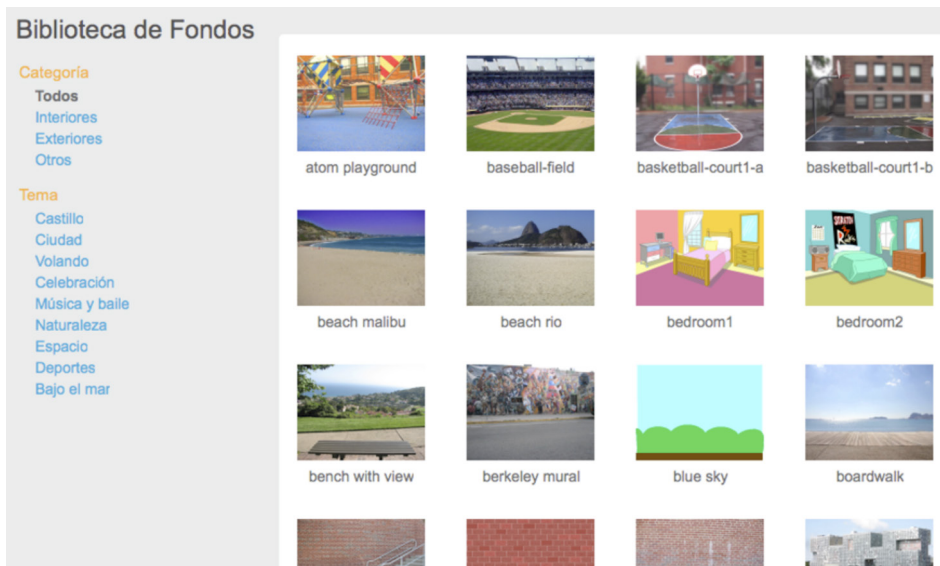 Biblioteca de Fondos
Categoría
Todos
Interiores
Exteriores
Otros
Tema
Castillo
Ciudad
Volando
Celebración
Música y baile
Naturaleza
Espacio
Deportes
Bajo el mar
atom playground
baseball-field
basketball-court1-a
basketball-court1-b
beach malibu
beach rio
bedroom1
bedroom2
bench with view
berkeley mural
blue sky
boardwalk